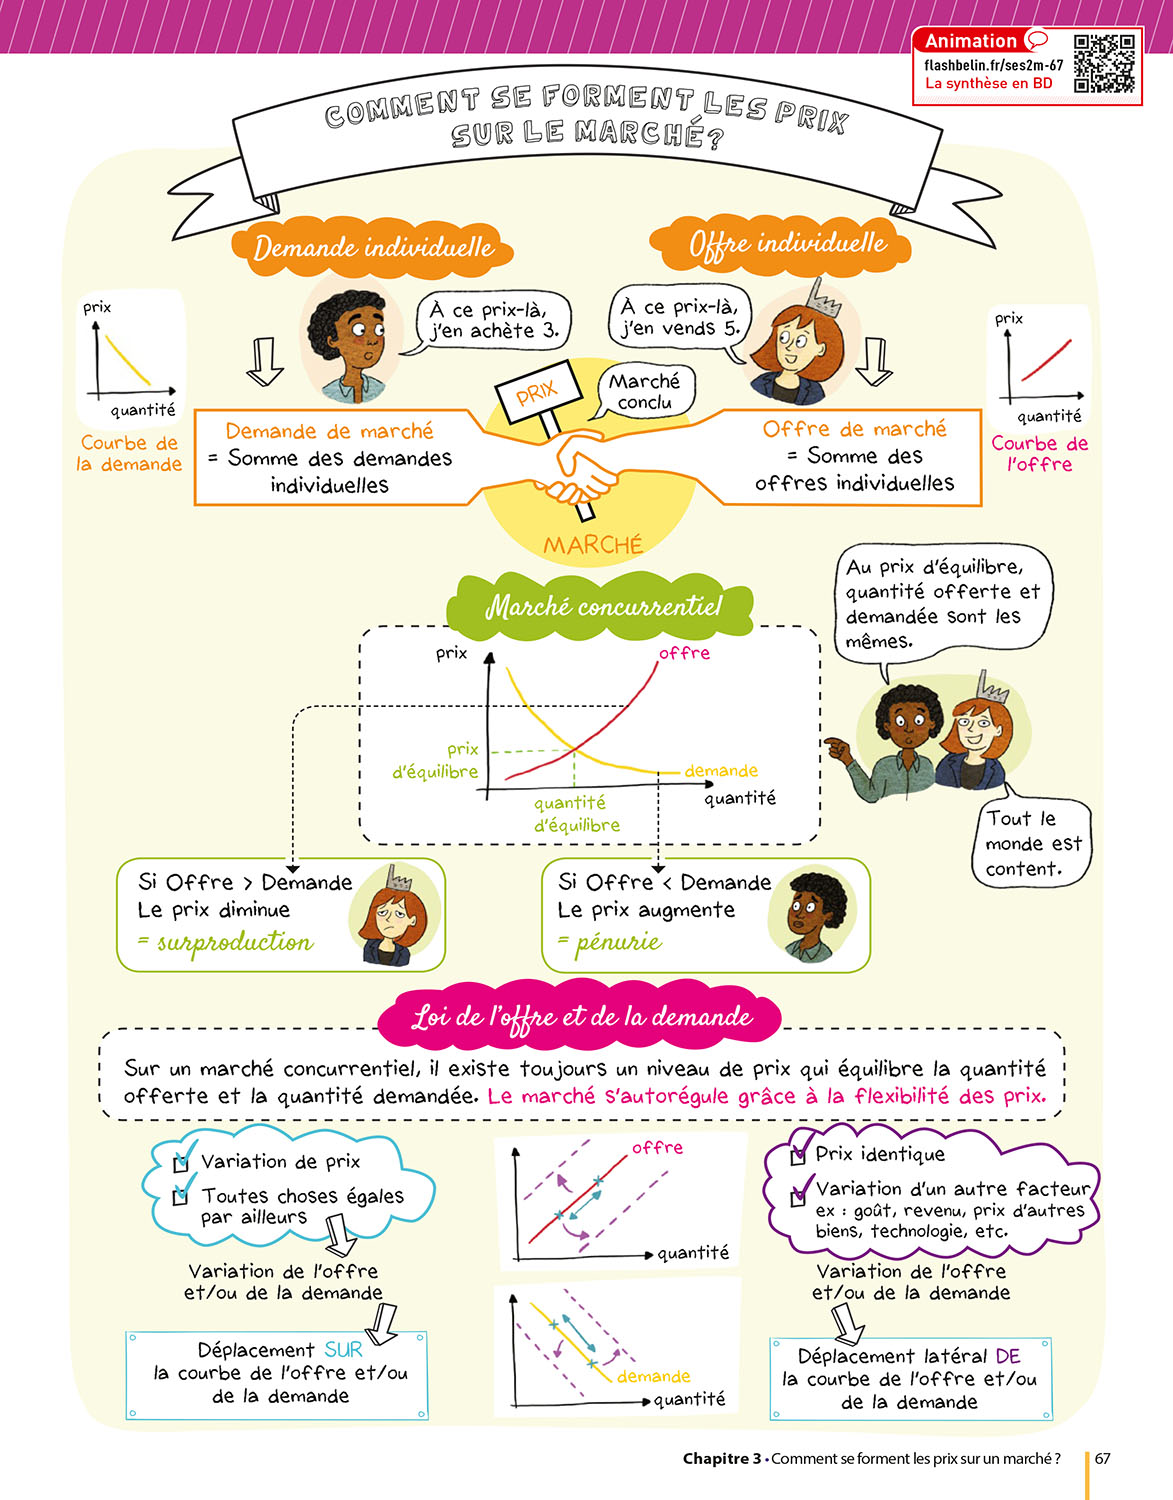 Animation
flashbelin.fr/ses2m-67
La synthèse en BD
COMMENT SE FORMENT LES PRIX
SUR LE MARCHÉ ?
Demande individuelle
Offre individuelle
prix
quantité
Courbe de
la demande
À ce prix-là,
j'en achète 3.
À ce prix-là,
j'en vends 5.
prix
quantité
Courbe de
l'offre
PRIX
Marché
conclu
Demande de marché
= Somme des demandes
individuelles
Offre de marché
= Somme des
offres individuelles
MARCHÉ
Marché concurrentiel
prix
offre
prix
d'équilibre
demande
quantité
quantité
d'équilibre
Au prix d'équilibre,
quantité offerte et
demandée sont les
mêmes.
Tout le
monde est
content.
Si Offre > Demande
Le prix diminue
= surproduction
Si Offre < Demande
Le prix augmente
= pénurie
Loi de l'offre et de la demande
Sur un marché concurrentiel, il existe toujours un niveau de prix qui équilibre la quantité
offerte et la quantité demandée. Le marché s'autorégule grâce à la flexibilité des prix.
Variation de prix
Toutes choses égales
par ailleurs
Variation de l'offre
et/ou de la demande
Déplacement SUR
la courbe de l'offre et/ou
de la demande
offre
quantité
demande
quantité
Prix identique
Variation d'un autre facteur
ex : goût, revenu, prix d'autres
biens, technologie, etc.
Variation de l'offre
et/ou de la demande
Déplacement latéral DE
la courbe de l'offre et/ou
de la demande
Chapitre 3 • Comment se forment les prix sur un marché ? 67